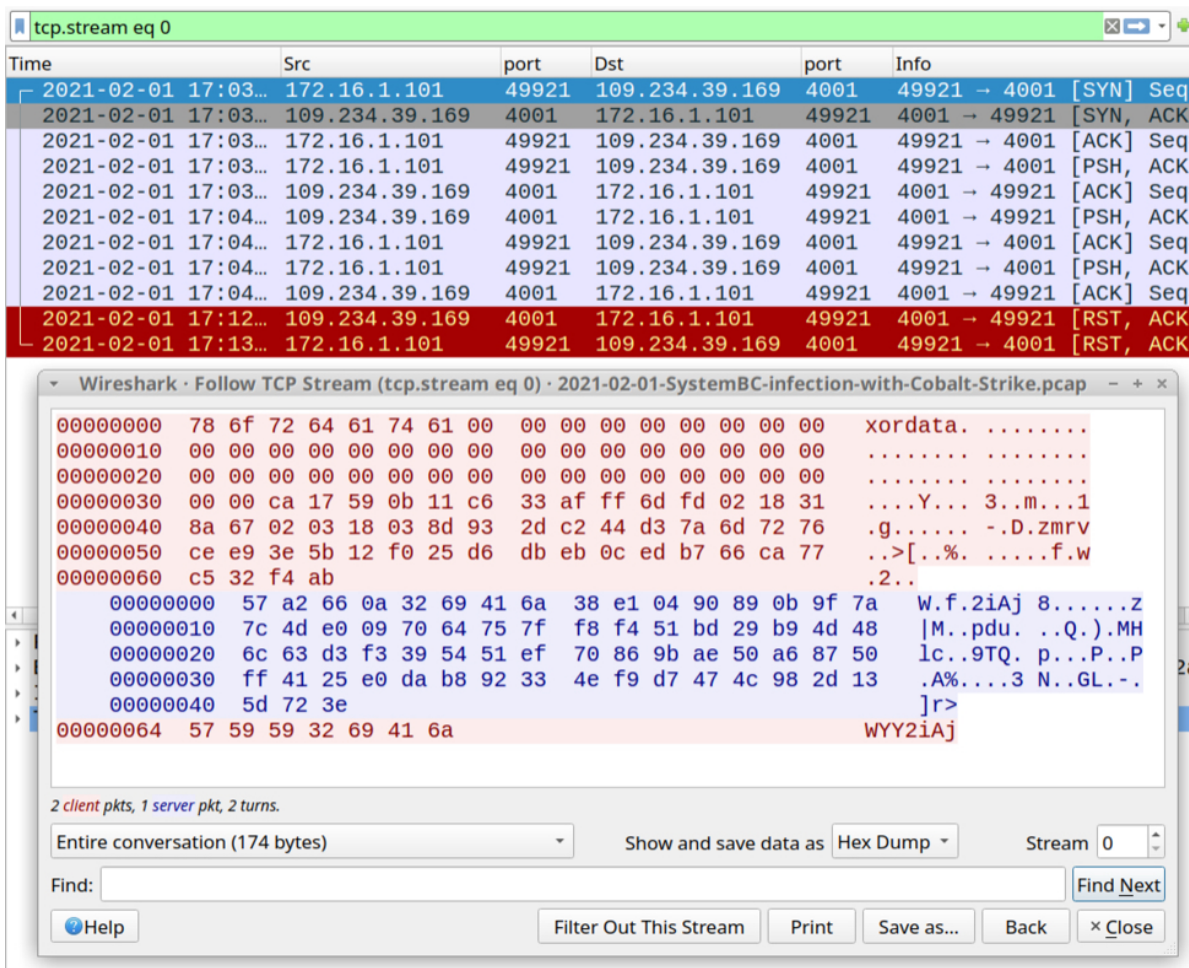 tcp.stream eq 0
Time Src port Dst port Info
2021-02-01 17:03… 172.16.1.101 49921 109.234.39.169 4001 49921 → 4001 [SYN] Seq
2021-02-01 17:03… 109.234.39.169 4001 172.16.1.101 49921 4001 → 49921 [SYN, ACK
2021-02-01 17:03… 172.16.1.101 49921 109.234.39.169 4001 49921 → 4001 [ACK] Seq
2021-02-01 17:03… 172.16.1.101 49921 109.234.39.169 4001 49921 → 4001 [PSH, ACK
2021-02-01 17:03… 109.234.39.169 4001 172.16.1.101 49921 4001 → 49921 [ACK] Seq
2021-02-01 17:04… 109.234.39.169 4001 172.16.1.101 49921 4001 → 49921 [PSH, ACK
2021-02-01 17:04… 172.16.1.101 49921 109.234.39.169 4001 49921 → 4001 [ACK] Seq
2021-02-01 17:04… 172.16.1.101 49921 109.234.39.169 4001 49921 → 4001 [PSH, ACK
2021-02-01 17:04… 109.234.39.169 4001 172.16.1.101 49921 4001 → 49921 [ACK] Seq
2021-02-01 17:12… 109.234.39.169 4001 172.16.1.101 49921 4001 → 49921 [RST, ACK
2021-02-01 17:13… 172.16.1.101 49921 109.234.39.169 4001 49921 → 4001 [RST, ACK
Wireshark · Follow TCP Stream (tcp.stream eq 0) · 2021-02-01-SystemBC-infection-with-Cobalt-Strike.pcap
00000000 78 6f 72 64 61 74 61 00 00 00 00 00 00 00 00 00 xordata. ........
00000010 00 00 00 00 00 00 00 00 00 00 00 00 00 00 00 00 ........ ........
00000020 00 00 00 00 00 00 00 00 00 00 00 00 00 00 00 00 ........ ........
00000030 00 00 ca 17 59 0b 11 c6 33 af ff 6d fd 02 18 31 ....Y... 3..m...1
00000040 8a 67 02 03 18 03 8d 93 2d c2 44 d3 7a 6d 72 76 .g...... -.D.zmrv
00000050 ce e9 3e 5b 12 f0 25 d6 db eb 0c ed b7 66 ca 77 ..>[..%. .....f.w
00000060 c5 32 f4 ab .2..
00000000 57 a2 66 0a 32 69 41 6a 38 e1 04 90 89 0b 9f 7a W.f.2iAj 8......z
00000010 7c 4d e0 09 70 64 75 7f f8 f4 51 bd 29 b9 4d 48 |M..pdu. ..Q.).MH
00000020 6c 63 d3 f3 39 54 51 ef 70 86 9b ae 50 a6 87 50 lc..9TQ. p...P..P
00000030 ff 41 25 e0 da b8 92 33 4e f9 d7 47 4c 98 2d 13 .A%....3 N..GL.-.
00000040 5d 72 3e ]r>
00000064 57 59 59 32 69 41 6a WYY2iAj
2 client pkts, 1 server pkt, 2 turns.
Entire conversation (174 bytes) Show and save data as Hex Dump Stream 0
Find: Find Next
Help Filter Out This Stream Print Save as... Back Close